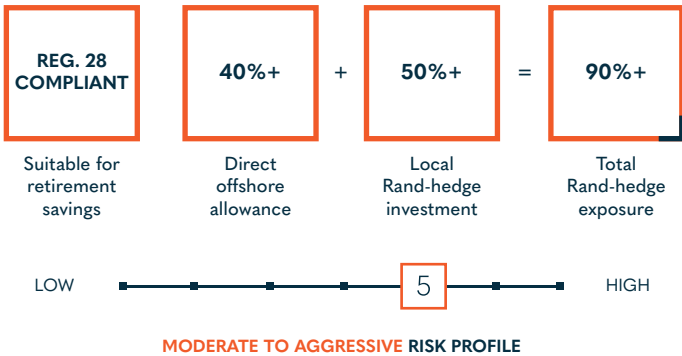 REG. 28
COMPLIANT
40%+
+
50%+
=
90%+
Suitable for
retirement
savings
Direct
offshore
allowance
Local
Rand-hedge
investment
Total
Rand-hedge
exposure
LOW
5
HIGH
MODERATE TO AGGRESSIVE RISK PROFILE